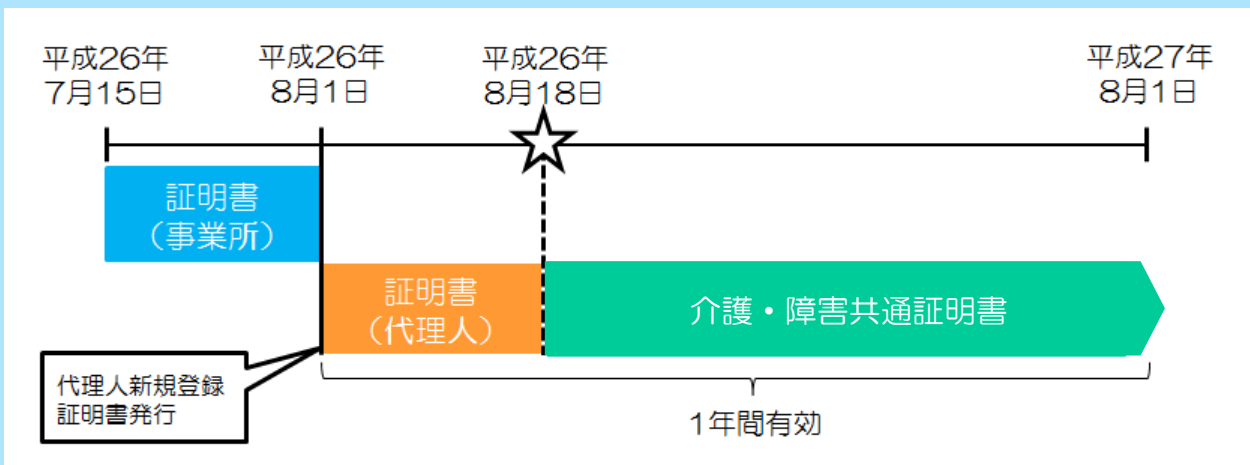 平成26年
7月15日
平成26年
8月1日
平成26年
8月18日
平成27年
8月1日
証明書
（事業所）
証明書
（代理人）
介護・障害共通証明書
代理人新規登録
証明書発行
1年間有効